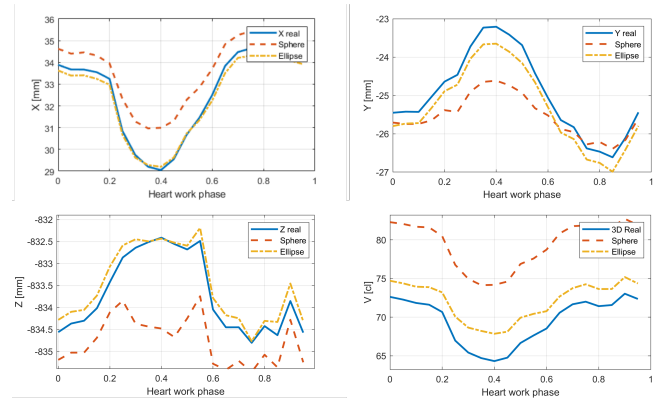 36
35
34
33
32
31
30
29
X [mm]
0
0.2
0.4
0.6
0.8
1
Heart work phase
X real
Sphere
Ellipse
-23
-24
-25
-26
-27
Y [mm]
0
0.2
0.4
0.6
0.8
1
Heart work phase
Y real
Sphere
Ellipse
-832
-832.5
-833
-833.5
-834
-834.5
-835
Z [mm]
0
0.2
0.4
0.6
0.8
1
Heart work phase
Z Real
Sphere
Ellipse
80
75
70
65
V [cl]
0
0.2
0.4
0.6
0.8
1
Heart work phase
3D Real
Sphere
Ellipse